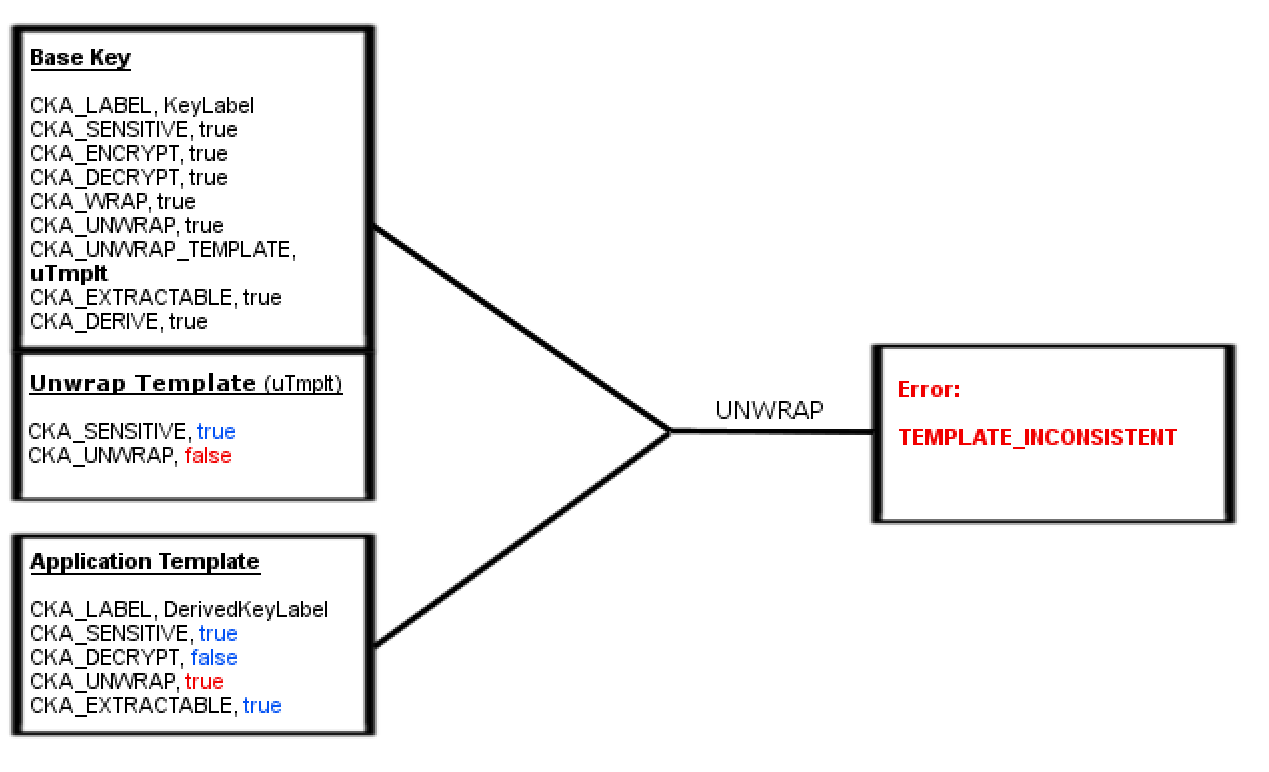 Base Key
CKA_LABEL, KeyLabel
CKA_SENSITIVE, true
CKA_ENCRYPT, true
CKA_DECRYPT, true
CKA_WRAP, true
CKA_UNWRAP, true
CKA_UNWRAP_TEMPLATE,
uTmplt
CKA_EXTRACTABLE, true
CKA_DERIVE, true
Unwrap Template (uTmplt)
CKA_SENSITIVE, true
CKA_UNWRAP, false
Application Template
CKA_LABEL, DerivedKeyLabel
CKA_SENSITIVE, true
CKA_DECRYPT, false
CKA_UNWRAP, true
CKA_EXTRACTABLE, true
UNWRAP
Error:
TEMPLATE_INCONSISTENT